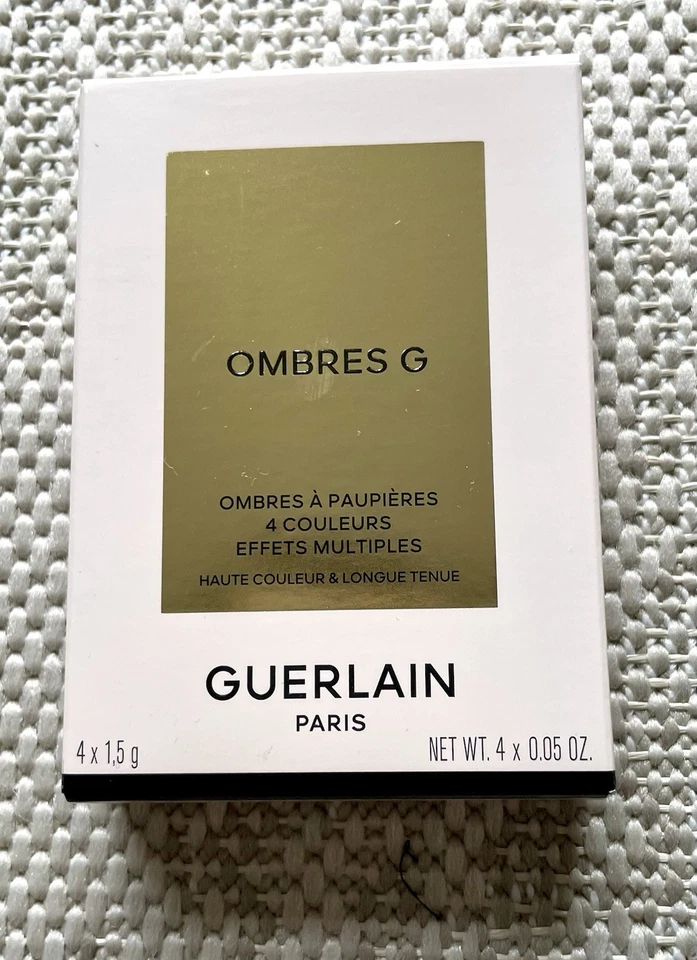 OMBRES G
OMBRES À PAUPIÈRES
4 COULEURS
EFFETS MULTIPLES
HAUTE COULEUR & LONGUE TENUE
GUERLAIN
PARIS
4 x 1,5 g
NET WT. 4 x 0.05 OZ.